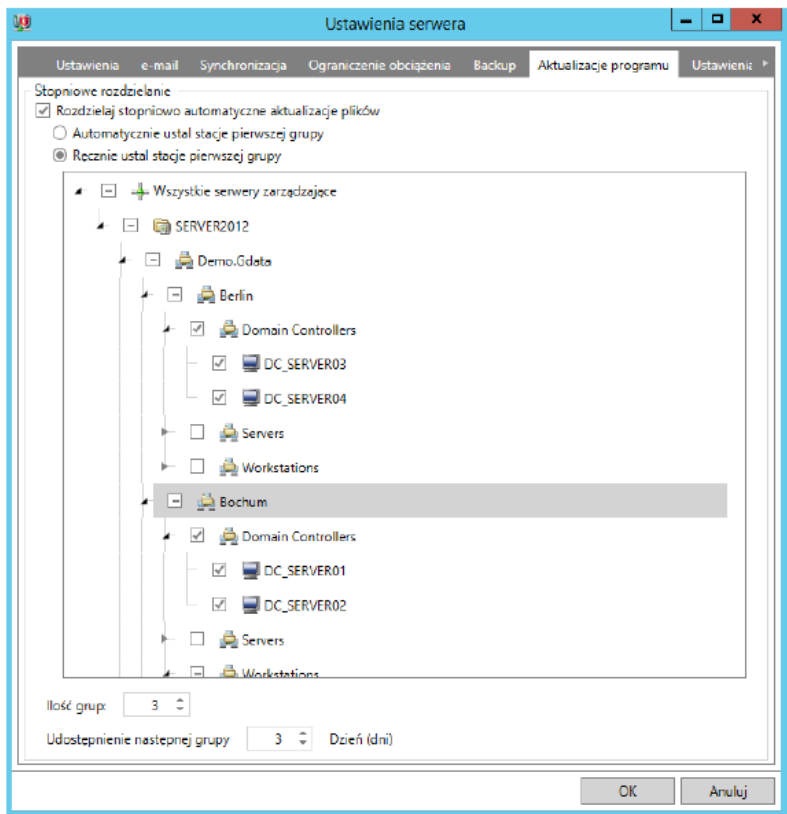 Ustawienia serwera
Ustawienia e-mail Synchronizacja Ograniczenie obciążenia Backup Aktualizacje programu Ustawienia
Stopniowe rozdzielanie
Rozdzielaj stopniowo automatyczne aktualizacje plików
Automatycznie ustal stacje pierwszej grupy
Ręcznie ustal stacje pierwszej grupy
Wszystkie serwery zarządzające
SERVER2012
Demo.Gdata
Berlin
Domain Controllers
DC_SERVER03
DC_SERVER04
Servers
Workstations
Bochum
Domain Controllers
DC_SERVER01
DC_SERVER02
Servers
Workstations
Ilość grup: 3
Udostępnienie następnej grupy 3 Dzień (dni)
OK Anuluj